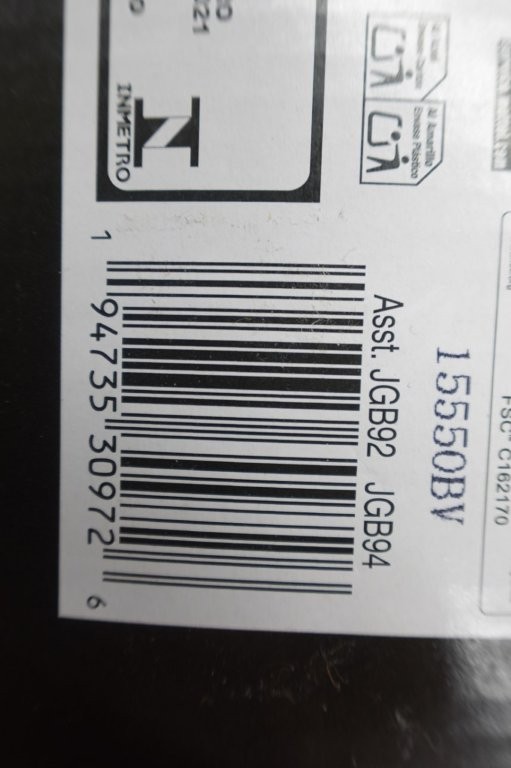 INMETRO
Al Amarillo
Envase Plástico
1 94735 30972 6
Asst. JGB92 JGB94
15550BV
FSC® C162170